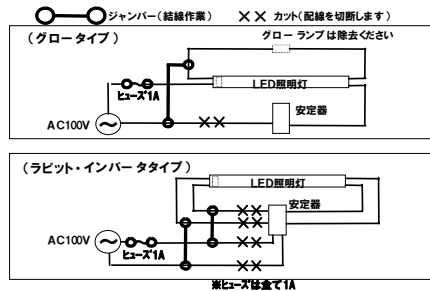 ジャンパー(結線作業) ×× カット(配線を切断します)
(グロータイプ)
グローランプは除去ください
LED照明灯
ヒューズ1A
安定器
AC100V
(ラピット・インバータタイプ)
LED照明灯
安定器
AC100V
ヒューズ1A
※ヒューズは全て1A